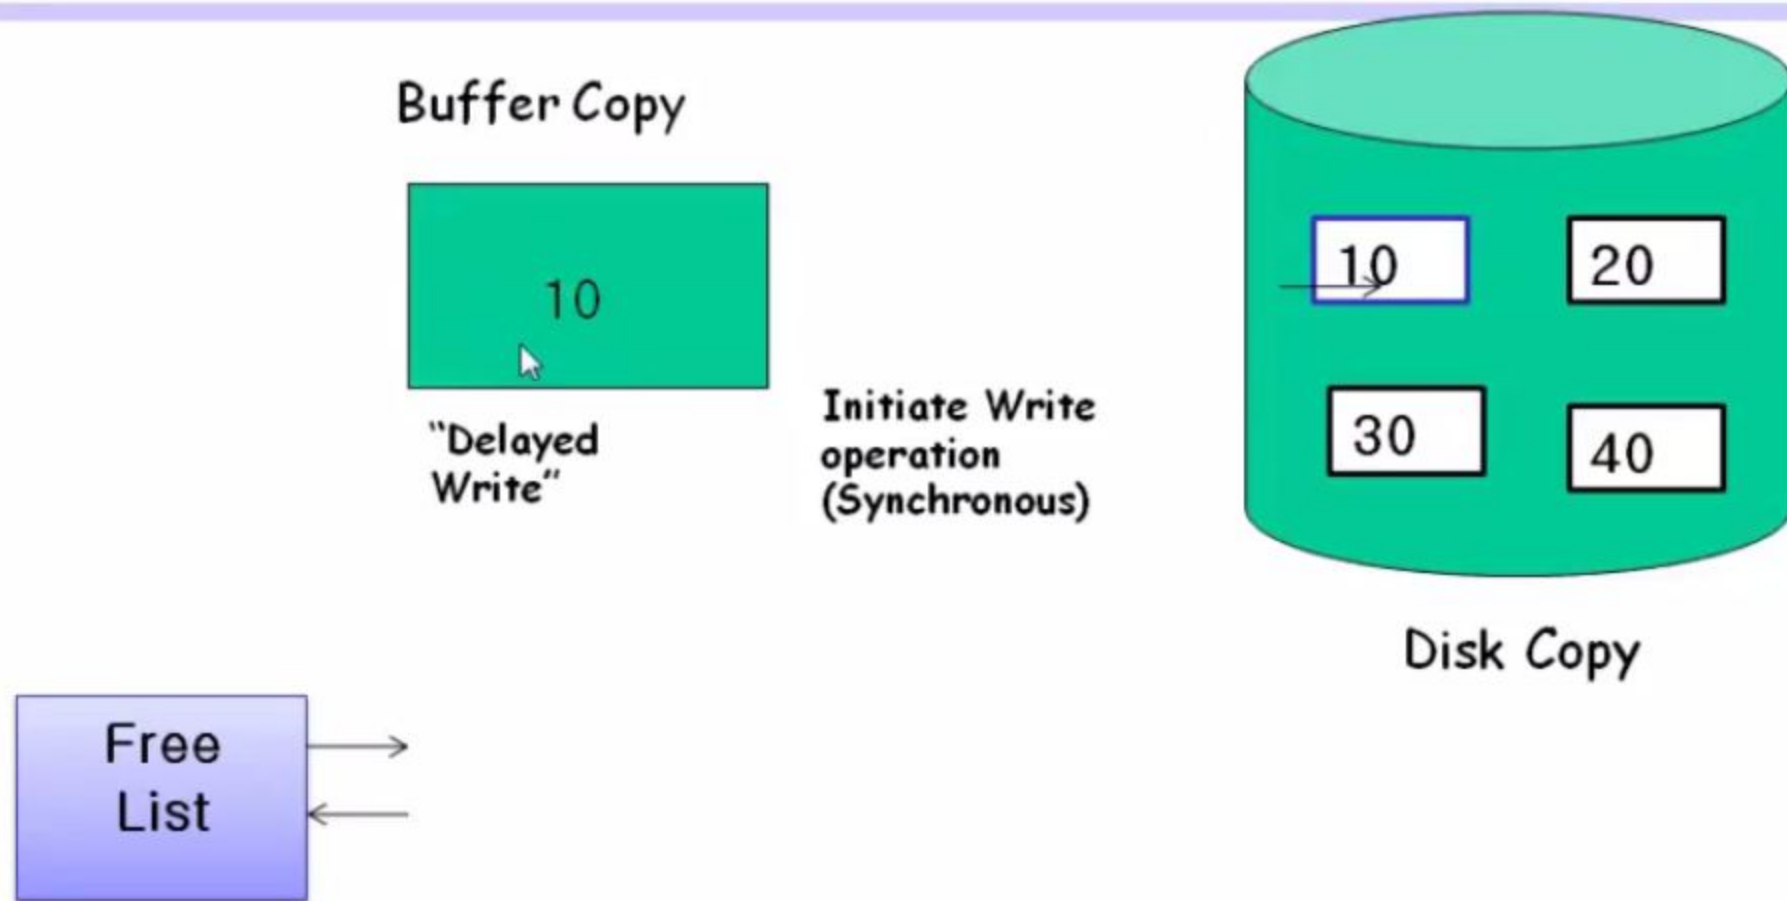 Buffer Copy
10
"Delayed
Write"
Initiate Write
operation
(Synchronous)
10
20
30
40
Disk Copy
Free
List